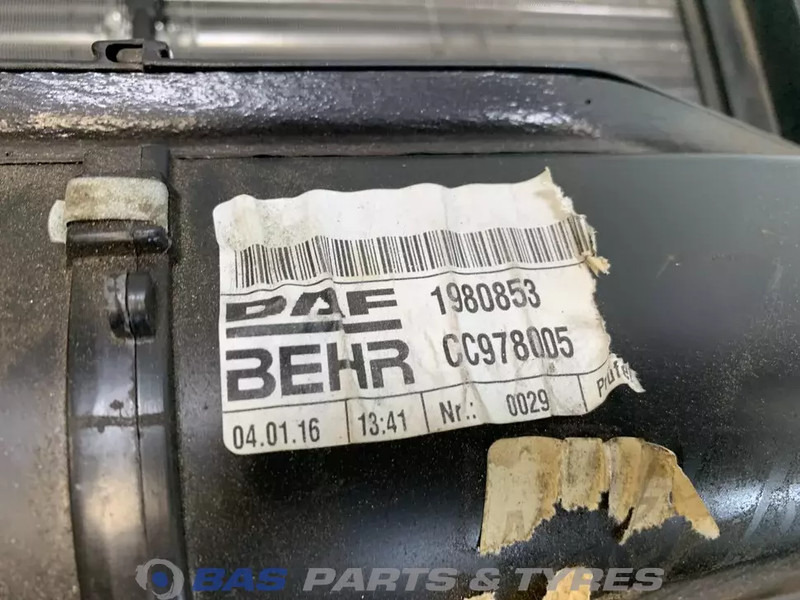 DAF 1980853
BEHR CC978005
04.01.16 13:41 Nr.: 0029
BAS PARTS & TYRES